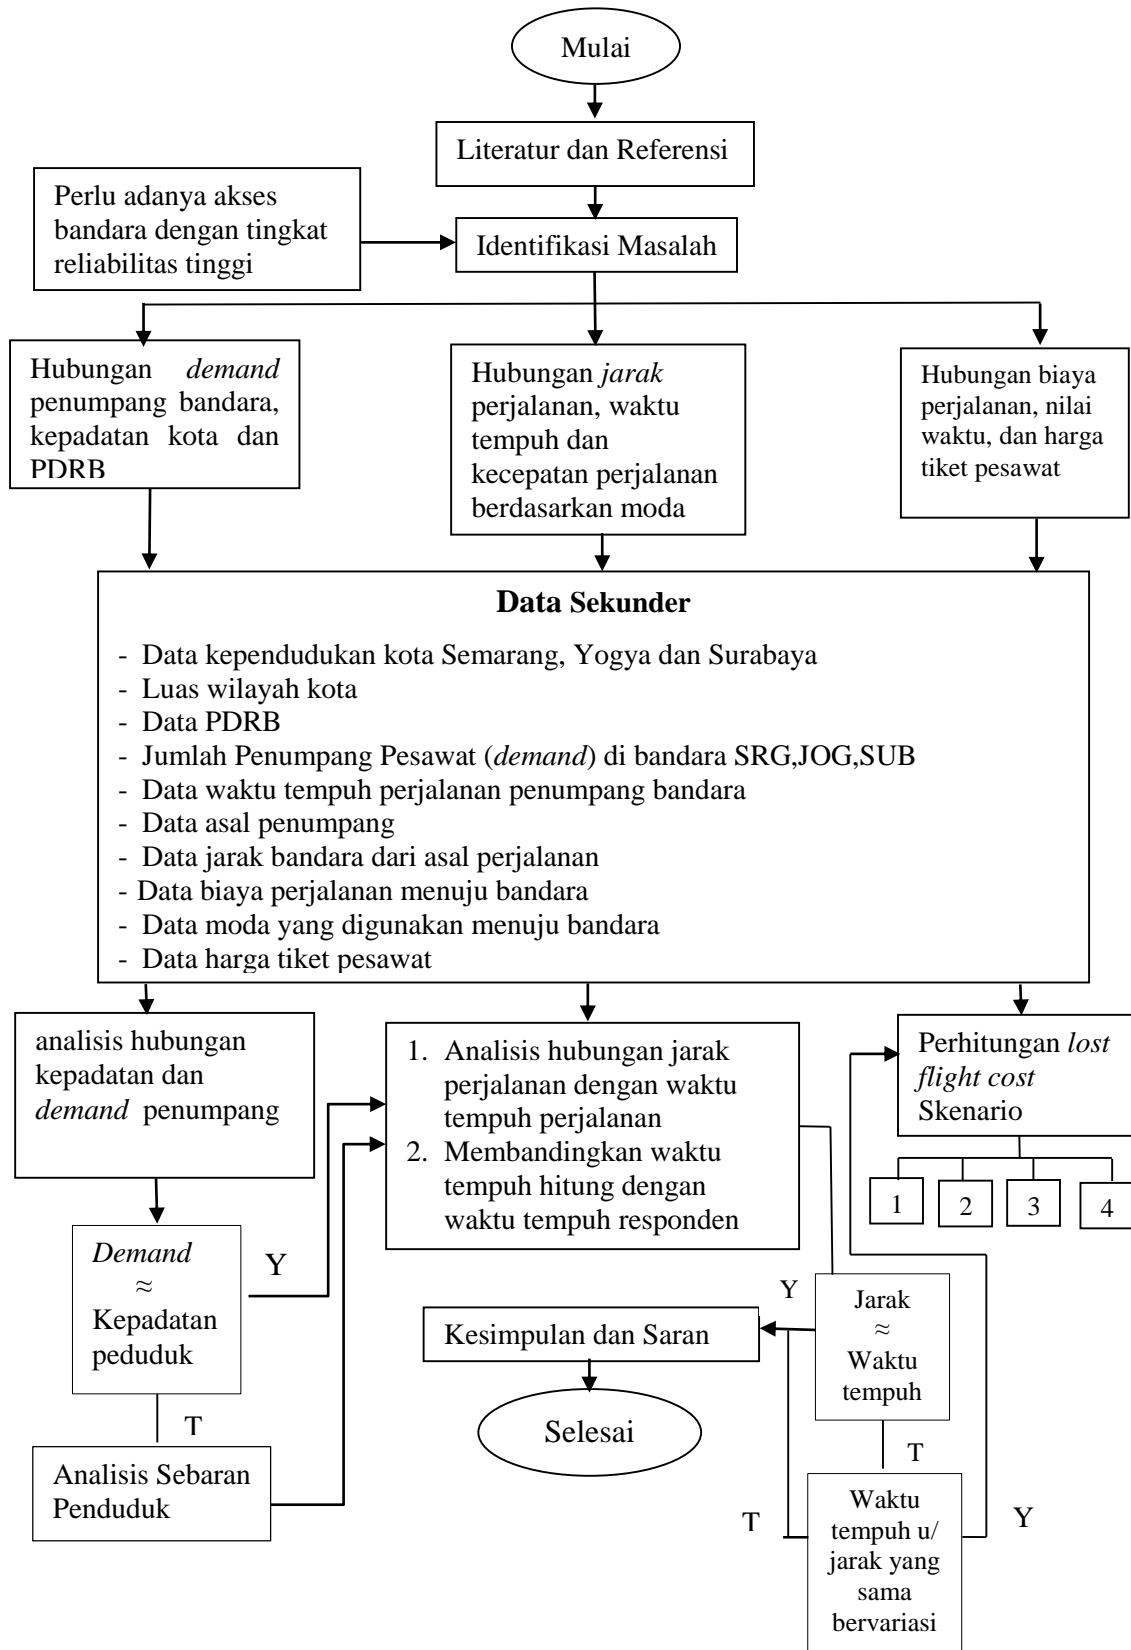 Mulai
Literatur dan Referensi
Perlu adanya akses
bandara dengan tingkat
reliabilitas tinggi
Identifikasi Masalah
Hubungan demand
penumpang bandara,
kepadatan kota dan
PDRB
Hubungan jarak
perjalanan, waktu
tempuh dan
kecepatan perjalanan
berdasarkan moda
Hubungan biaya
perjalanan, nilai
waktu, dan harga
tiket pesawat
Data Sekunder
- Data kependudukan kota Semarang, Yogya dan Surabaya
- Luas wilayah kota
- Data PDRB
- Jumlah Penumpang Pesawat (demand) di bandara SRG,JOG,SUB
- Data waktu tempuh perjalanan penumpang bandara
- Data asal penumpang
- Data jarak bandara dari asal perjalanan
- Data biaya perjalanan menuju bandara
- Data moda yang digunakan menuju bandara
- Data harga tiket pesawat
analisis hubungan
kepadatan dan
demand penumpang
1. Analisis hubungan jarak
perjalanan dengan waktu
tempuh perjalanan
2. Membandingkan waktu
tempuh hitung dengan
waktu tempuh responden
Perhitungan lost
flight cost
Skenario
1
2
3
4
Demand
≈
Kepadatan
peduduk
Y
T
Analisis Sebaran
Penduduk
Y
Jarak
≈
Waktu
tempuh
Kesimpulan dan Saran
Selesai
T
T
Waktu
tempuh u/
jarak yang
sama
bervariasi
Y